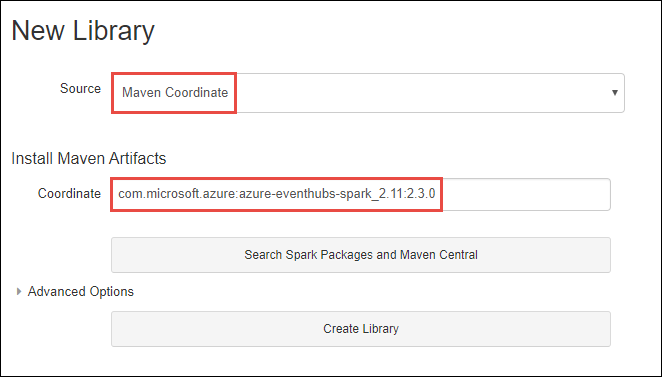 New Library
Source
Maven Coordinate
Install Maven Artifacts
Coordinate
com.microsoft.azure:azure-eventhubs-spark_2.11:2.3.0
Search Spark Packages and Maven Central
Advanced Options
Create Library